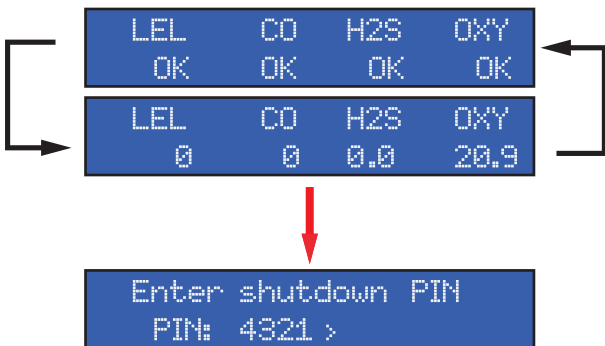 LEL CO H2S OXY
OK OK OK OK
LEL CO H2S OXY
0 0 0.0 20.9
Enter shutdown PIN
PIN: 4321 >